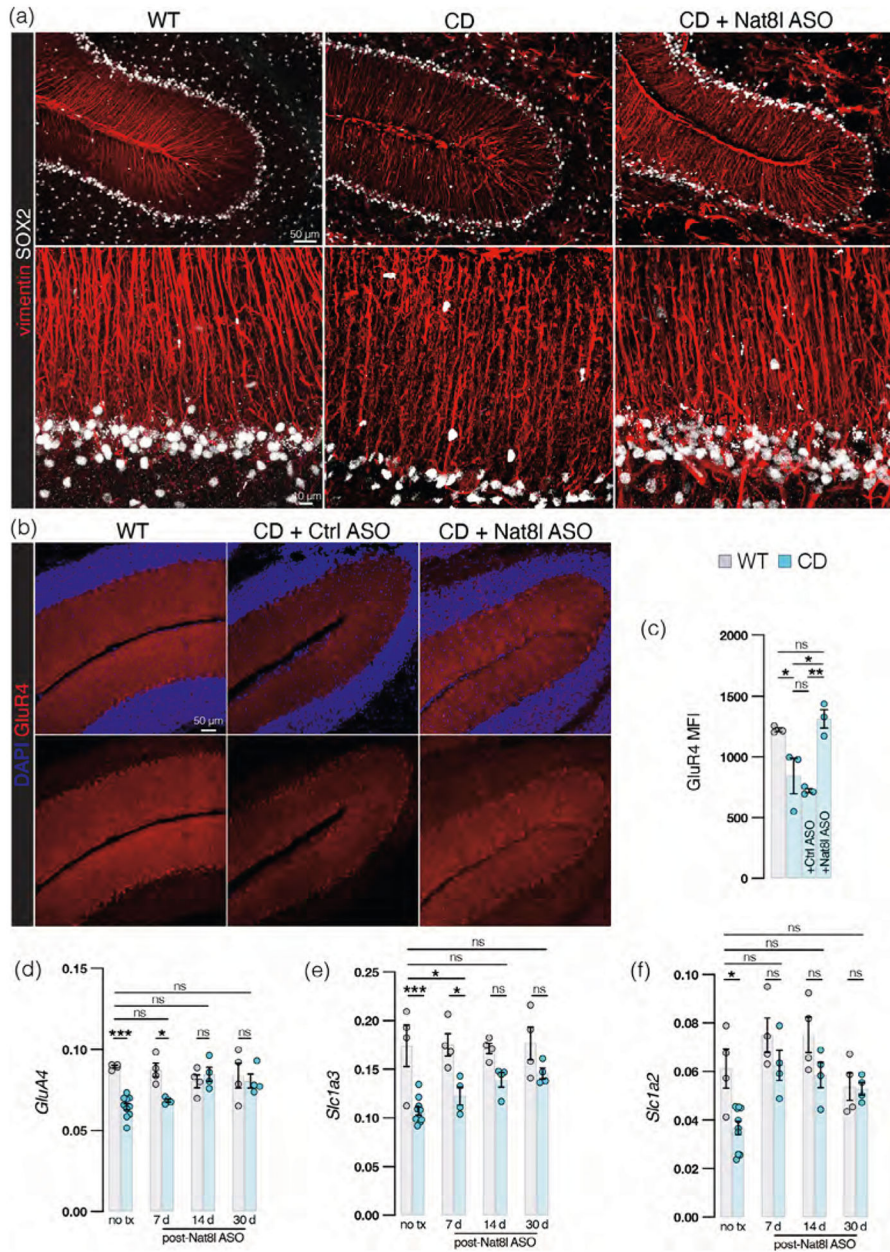 (a)
WT
CD
CD + Nat8l ASO
vimentin SOX2
50 µm
10 µm
(b)
WT
CD + Ctrl ASO
CD + Nat8l ASO
DAPI GluR4
50 µm
WT CD
(c)
GluR4 MFI
2000
1500
1000
500
0
ns
*
* ns **
+Ctrl ASO
+Nat8l ASO
(d)
GluA4
0.15
0.10
0.05
0.00
ns
ns
ns
*** * ns ns
no tx 7 d 14 d 30 d
post-Nat8l ASO
(e)
Slc1a3
0.25
0.20
0.15
0.10
0.05
0.00
ns
ns
*
*** * ns ns
no tx 7 d 14 d 30 d
post-Nat8l ASO
(f)
Slc1a2
0.10
0.08
0.06
0.04
0.02
0.00
ns
ns
ns
* ns ns ns
no tx 7 d 14 d 30 d
post-Nat8l ASO